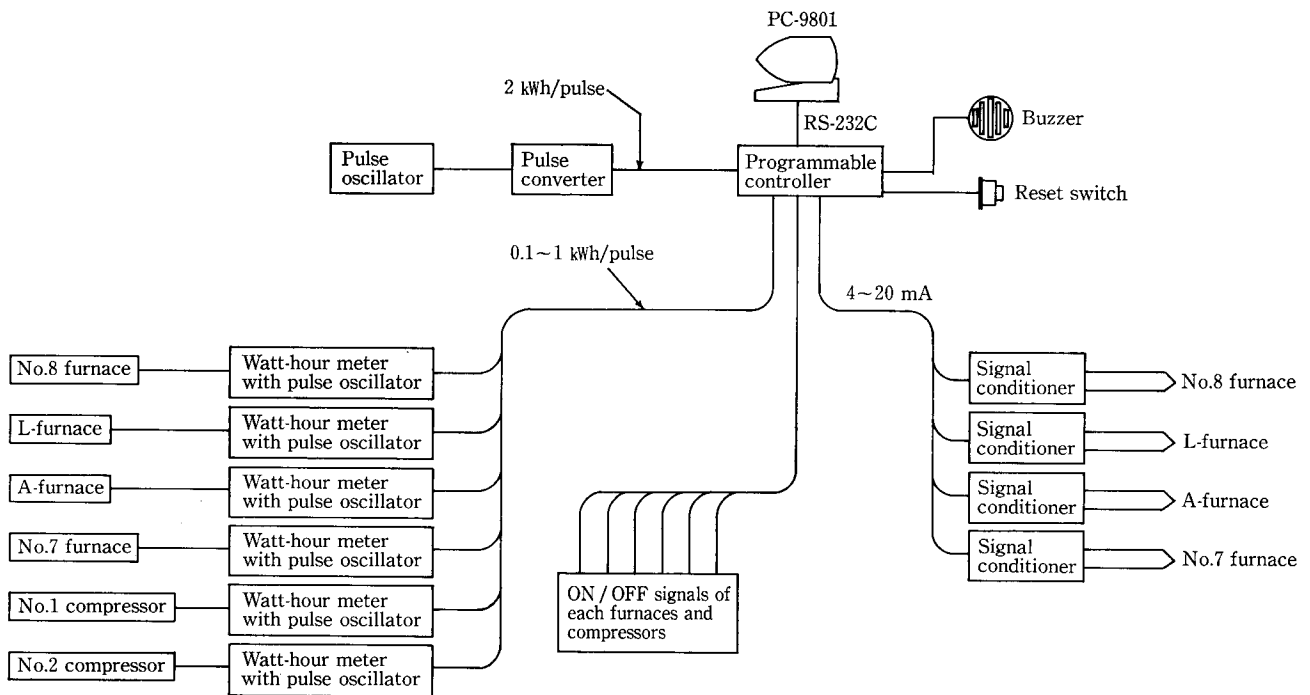 PC-9801
2 kWh/pulse
RS-232C
Buzzer
Pulse
oscillator
Pulse
converter
Programmable
controller
Reset switch
0.1~1 kWh/pulse
4~20 mA
No.8 furnace
Watt-hour meter
with pulse oscillator
L-furnace
Watt-hour meter
with pulse oscillator
A-furnace
Watt-hour meter
with pulse oscillator
No.7 furnace
Watt-hour meter
with pulse oscillator
No.1 compressor
Watt-hour meter
with pulse oscillator
No.2 compressor
Watt-hour meter
with pulse oscillator
ON / OFF signals of
each furnaces and
compressors
Signal
conditioner
No.8 furnace
Signal
conditioner
L-furnace
Signal
conditioner
A-furnace
Signal
conditioner
No.7 furnace